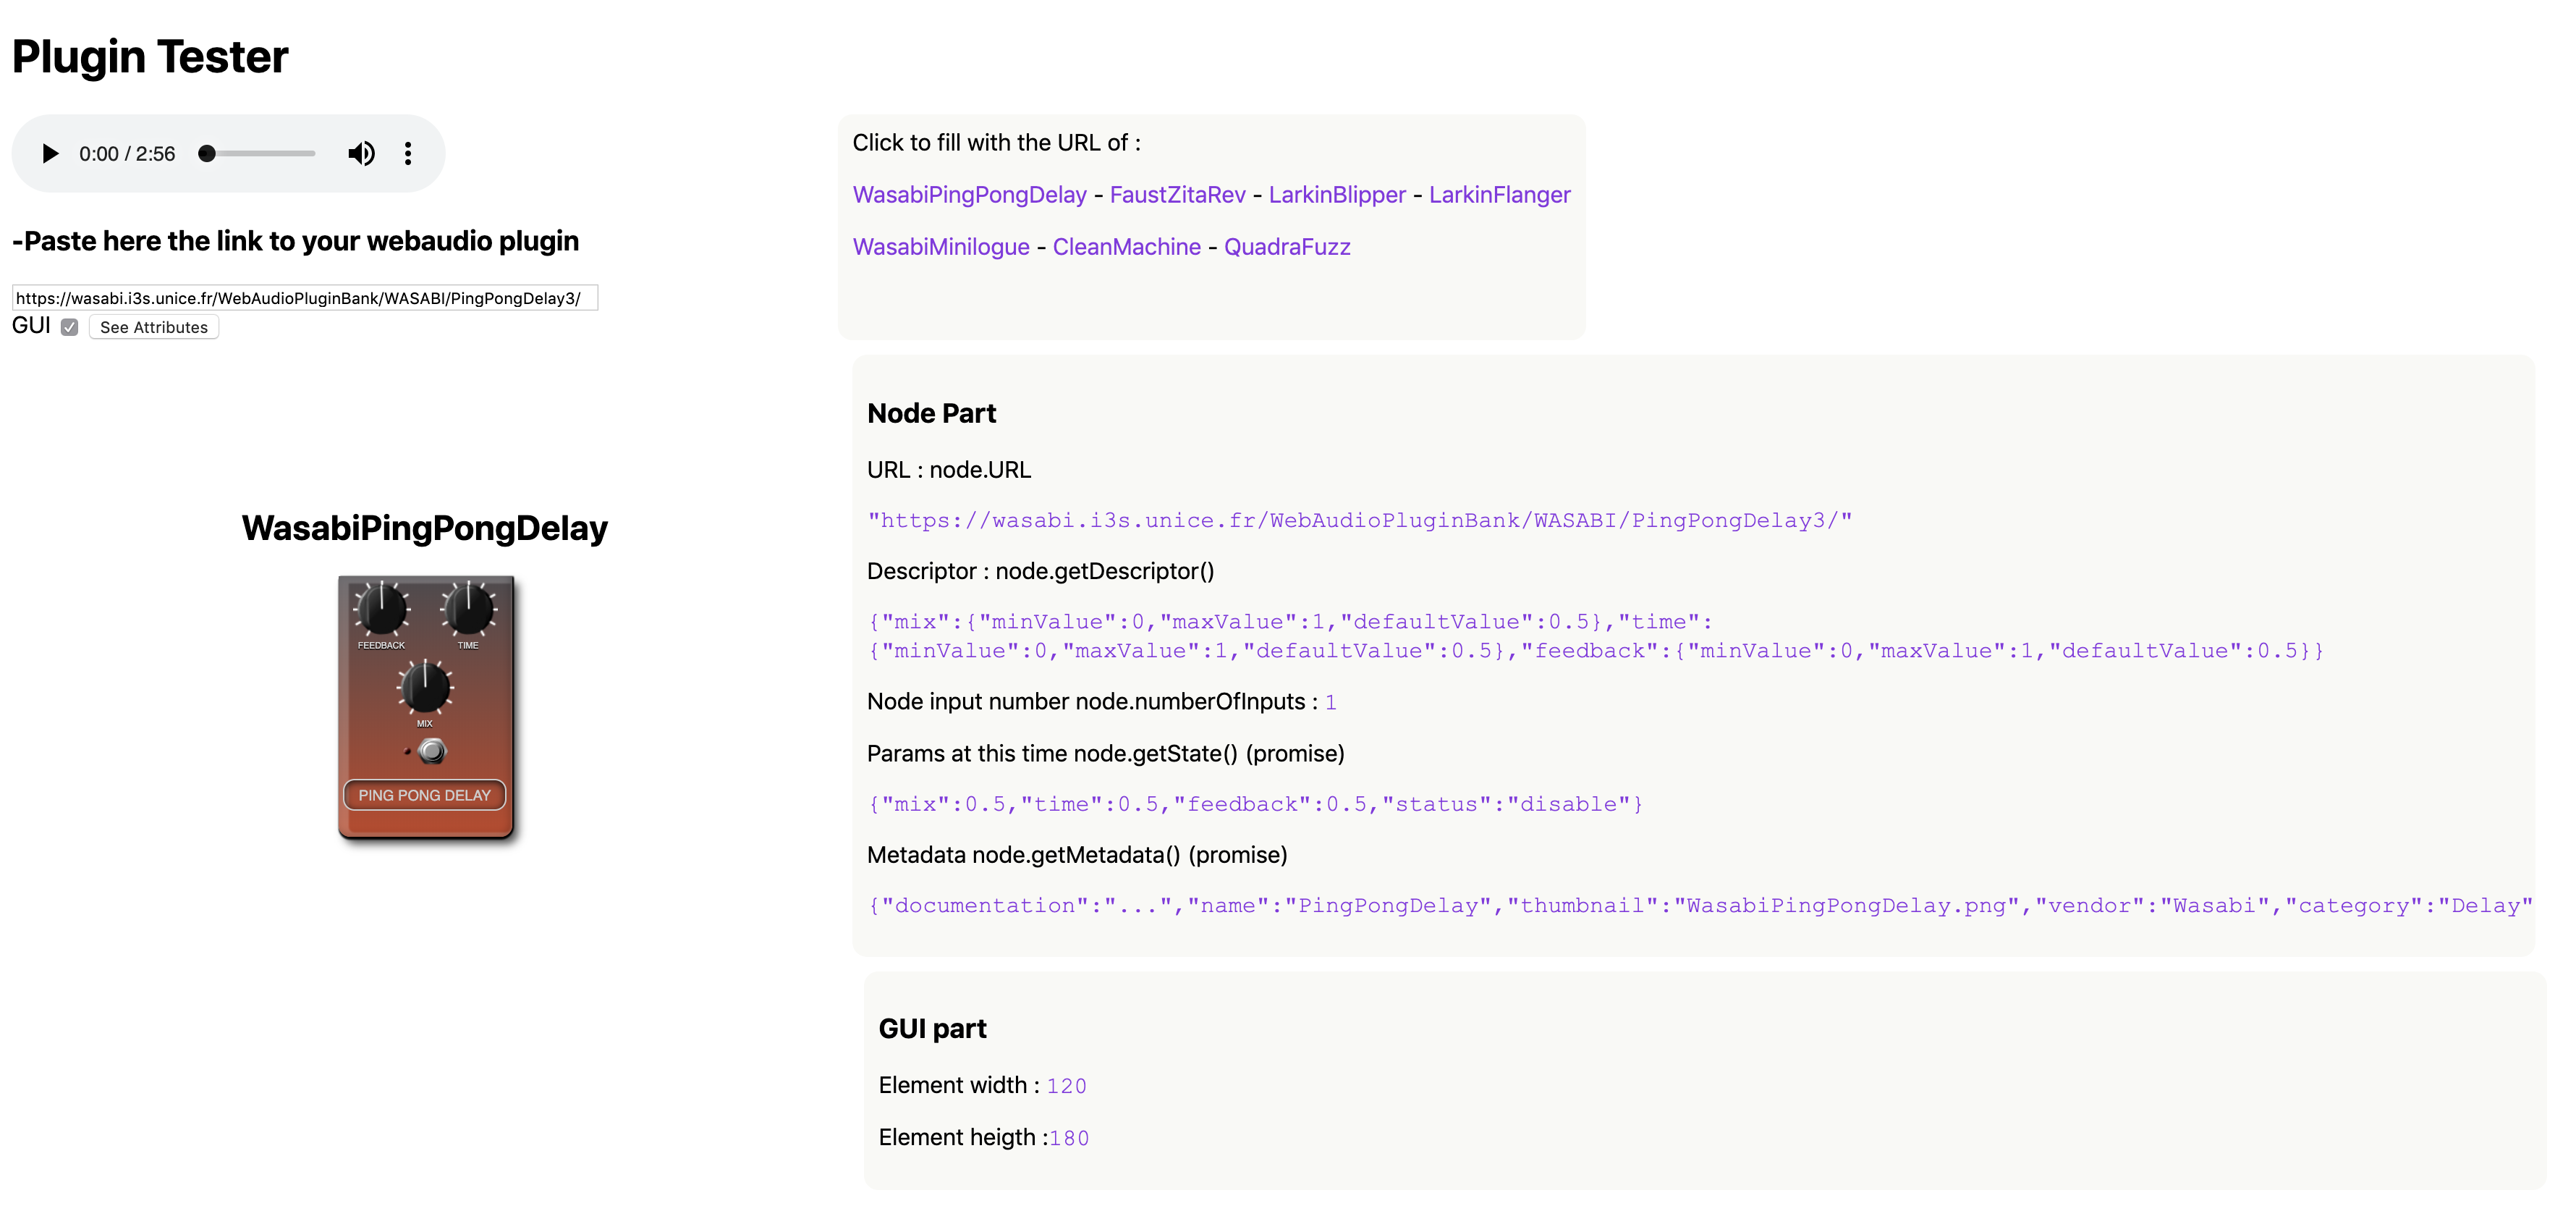 Plugin Tester
0:00 / 2:56
-Paste here the link to your webaudio plugin
https://wasabi.i3s.unice.fr/WebAudioPluginBank/WASABI/PingPongDelay3/
GUI See Attributes
WasabiPingPongDelay
FEEDBACK TIME
MIX
PING PONG DELAY
Click to fill with the URL of :
WasabiPingPongDelay - FaustZitaRev - LarkinBlipper - LarkinFlanger
WasabiMinilogue - CleanMachine - QuadraFuzz
Node Part
URL : node.URL
"https://wasabi.i3s.unice.fr/WebAudioPluginBank/WASABI/PingPongDelay3/"
Descriptor : node.getDescriptor()
{"mix":{"minValue":0,"maxValue":1,"defaultValue":0.5},"time":
{"minValue":0,"maxValue":1,"defaultValue":0.5},"feedback":{"minValue":0,"maxValue":1,"defaultValue":0.5}}
Node input number node.numberOfInputs : 1
Params at this time node.getState() (promise)
{"mix":0.5,"time":0.5,"feedback":0.5,"status":"disable"}
Metadata node.getMetadata() (promise)
{"documentation":"...","name":"PingPongDelay","thumbnail":"WasabiPingPongDelay.png","vendor":"Wasabi","category":"Delay"
GUI part
Element width : 120
Element heigth :180